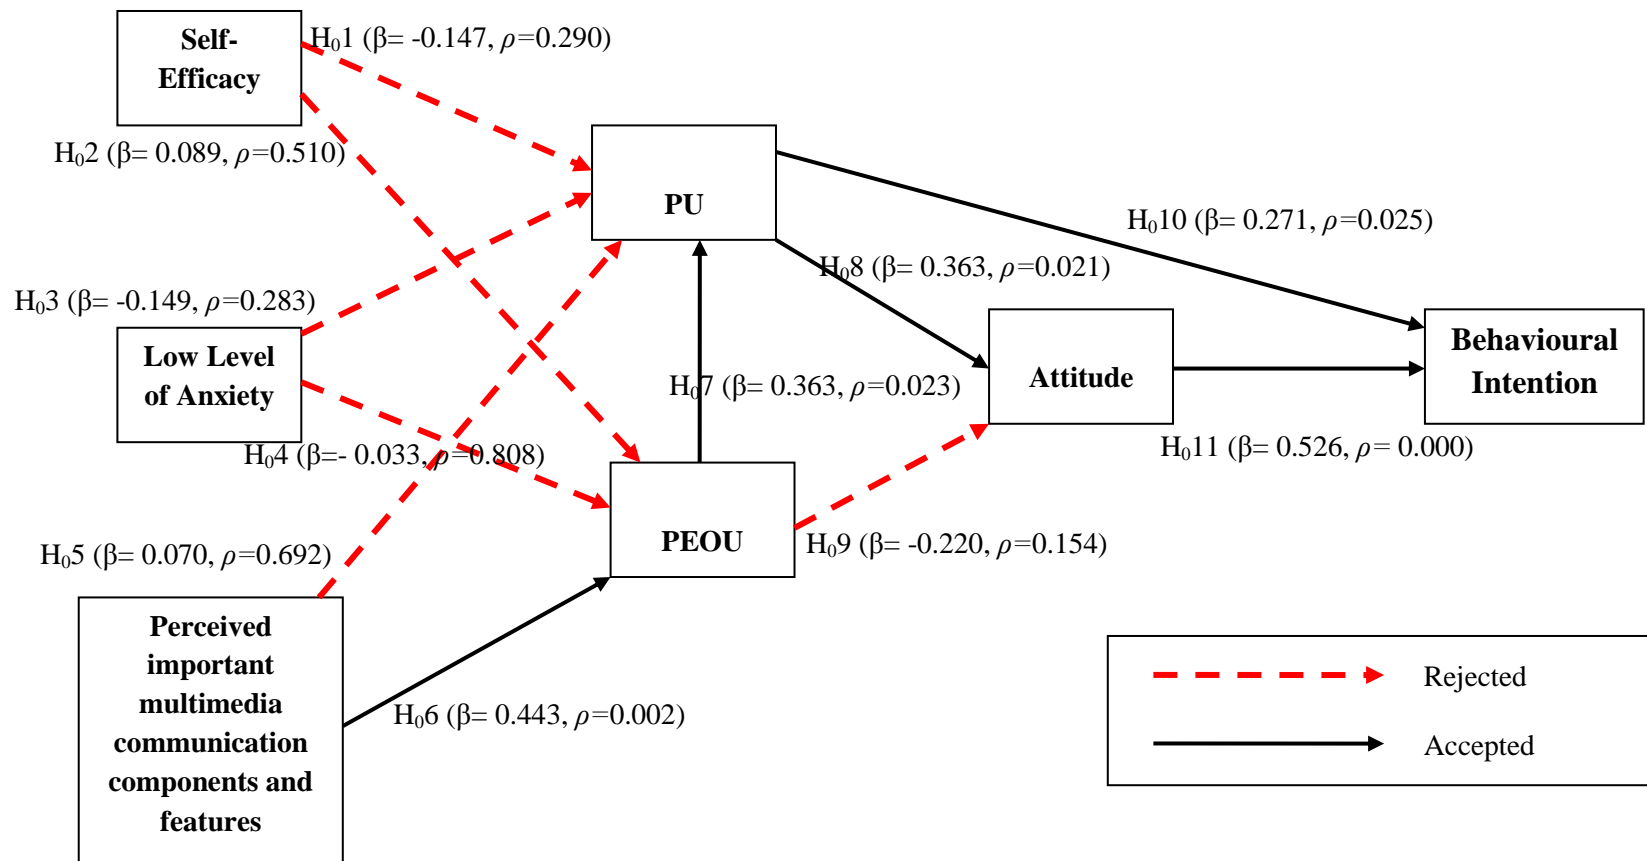 Self-
Efficacy
H₀1 (β= -0.147, ρ=0.290)
H₀2 (β= 0.089, ρ=0.510)
PU
H₀10 (β= 0.271, ρ=0.025)
H₀8 (β= 0.363, ρ=0.021)
H₀3 (β= -0.149, ρ=0.283)
Low Level
of Anxiety
Attitude
Behavioural
Intention
H₀7 (β= 0.363, ρ=0.023)
H₀4 (β=- 0.033, ρ=0.808)
H₀11 (β= 0.526, ρ= 0.000)
PEOU
H₀9 (β= -0.220, ρ=0.154)
H₀5 (β= 0.070, ρ=0.692)
Perceived
important
multimedia
communication
components and
features
H₀6 (β= 0.443, ρ=0.002)
Rejected
Accepted